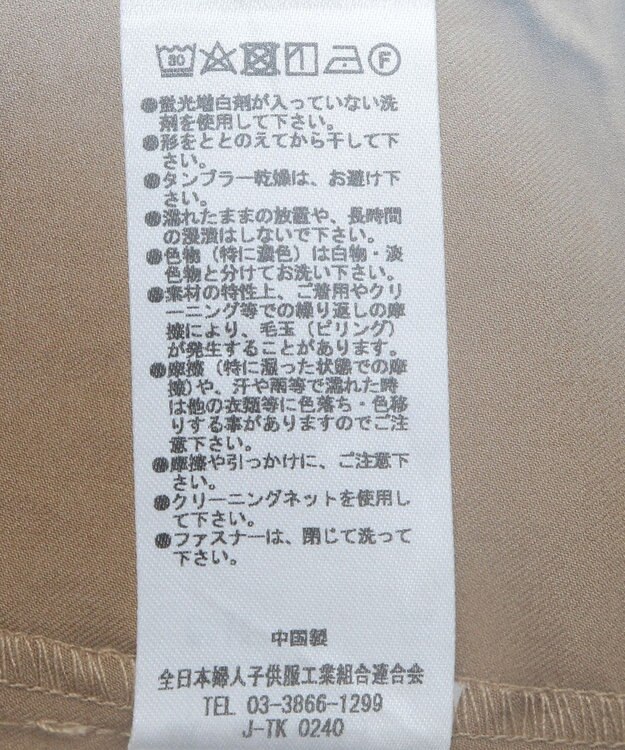 30 F
●蛍光増白剤が入っていない洗
剤を使用して下さい。
●形をととのえてから干して下
さい。
●タンブラー乾燥は、お避け下
さい。
●濡れたままの放置や、長時間
の浸漬はしないで下さい。
●色物（特に濃色）は白物・淡
色物と分けてお洗い下さい。
●素材の特性上、ご着用やクリ
ーニング等での繰り返しの摩
擦により、毛玉（ピリング）
が発生することがあります。
●摩擦（特に湿った状態での摩
擦）や、汗や雨等で濡れた時
は他の衣類等に色落ち・色移
りする事がありますのでご注
意下さい。
●摩擦や引っかけに、ご注意下
さい。
●クリーニングネットを使用し
て下さい。
●ファスナーは、閉じて洗って
下さい。
中国製
全日本婦人子供服工業組合連合会
TEL 03-3866-1299
J-TK 0240